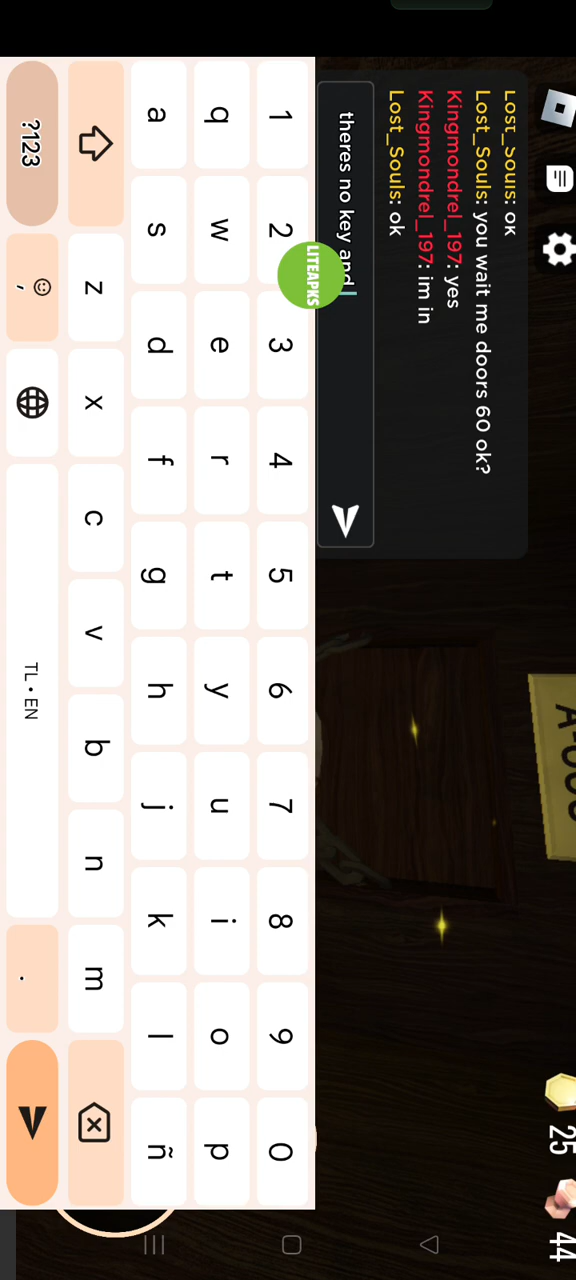 Lost_Souls: ok
Lost_Souls: you wait me doors 60 ok?
Kingmondrel_197: yes
Kingmondrel_197: im in
Lost_Souls: ok
theres no key and
LITEAPKS
25
44
1 2 3 4 5 6 7 8 9 0
q w e r t y u i o p
a s d f g h j k l ñ
z x c v b n m
?123 , TL • EN .